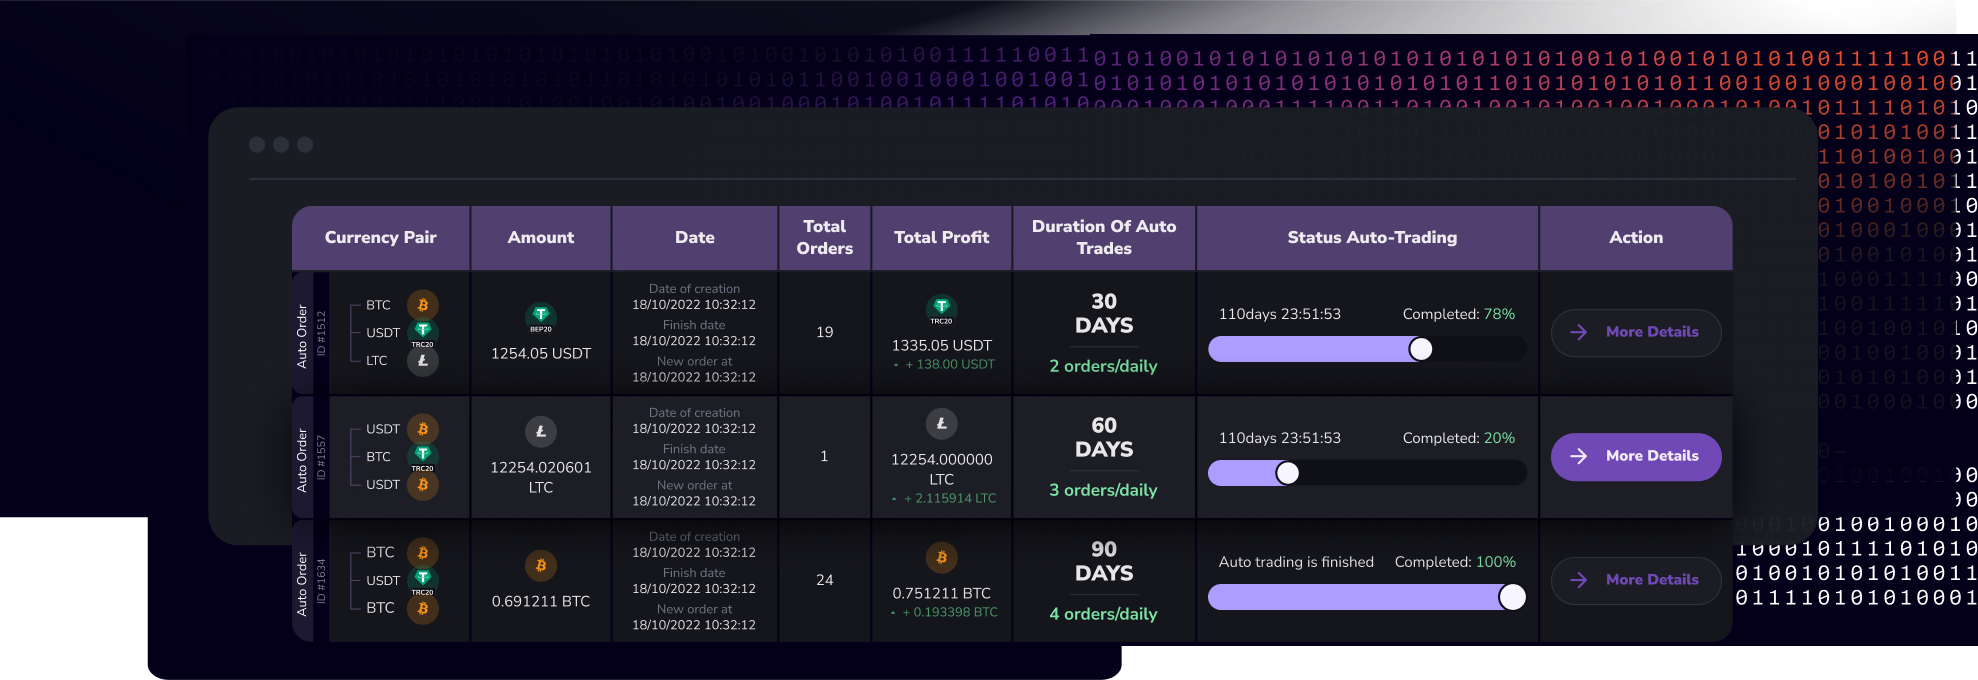 Currency Pair
Amount
Date
Total
Orders
Total Profit
Duration Of Auto
Trades
Status Auto-Trading
Action
Auto Order
ID #1512
BTC
USDT
TRC20
LTC
BEP20
1254.05 USDT
Date of creation
18/10/2022 10:32:12
Finish date
18/10/2022 10:32:12
New order at
18/10/2022 10:32:12
19
TRC20
1335.05 USDT
+ 138.00 USDT
30
DAYS
2 orders/daily
110days 23:51:53
Completed: 78%
More Details
Auto Order
ID #1557
USDT
BTC
TRC20
USDT
12254.020601
LTC
Date of creation
18/10/2022 10:32:12
Finish date
18/10/2022 10:32:12
New order at
18/10/2022 10:32:12
1
12254.000000
LTC
+ 2.115914 LTC
60
DAYS
3 orders/daily
110days 23:51:53
Completed: 20%
More Details
Auto Order
ID #1634
BTC
USDT
TRC20
BTC
0.691211 BTC
Date of creation
18/10/2022 10:32:12
Finish date
18/10/2022 10:32:12
New order at
18/10/2022 10:32:12
24
0.751211 BTC
+ 0.193398 BTC
90
DAYS
4 orders/daily
Auto trading is finished
Completed: 100%
More Details